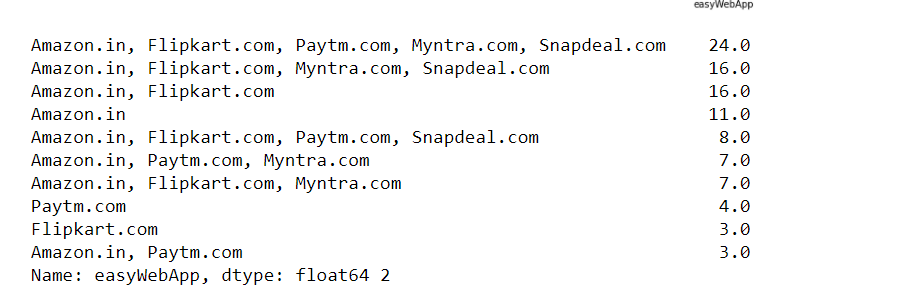 easyWebApp
Amazon.in, Flipkart.com, Paytm.com, Myntra.com, Snapdeal.com    24.0
Amazon.in, Flipkart.com, Myntra.com, Snapdeal.com               16.0
Amazon.in, Flipkart.com                                         16.0
Amazon.in                                                       11.0
Amazon.in, Flipkart.com, Paytm.com, Snapdeal.com                 8.0
Amazon.in, Paytm.com, Myntra.com                                 7.0
Amazon.in, Flipkart.com, Myntra.com                              7.0
Paytm.com                                                        4.0
Flipkart.com                                                     3.0
Amazon.in, Paytm.com                                             3.0
Name: easyWebApp, dtype: float64 2